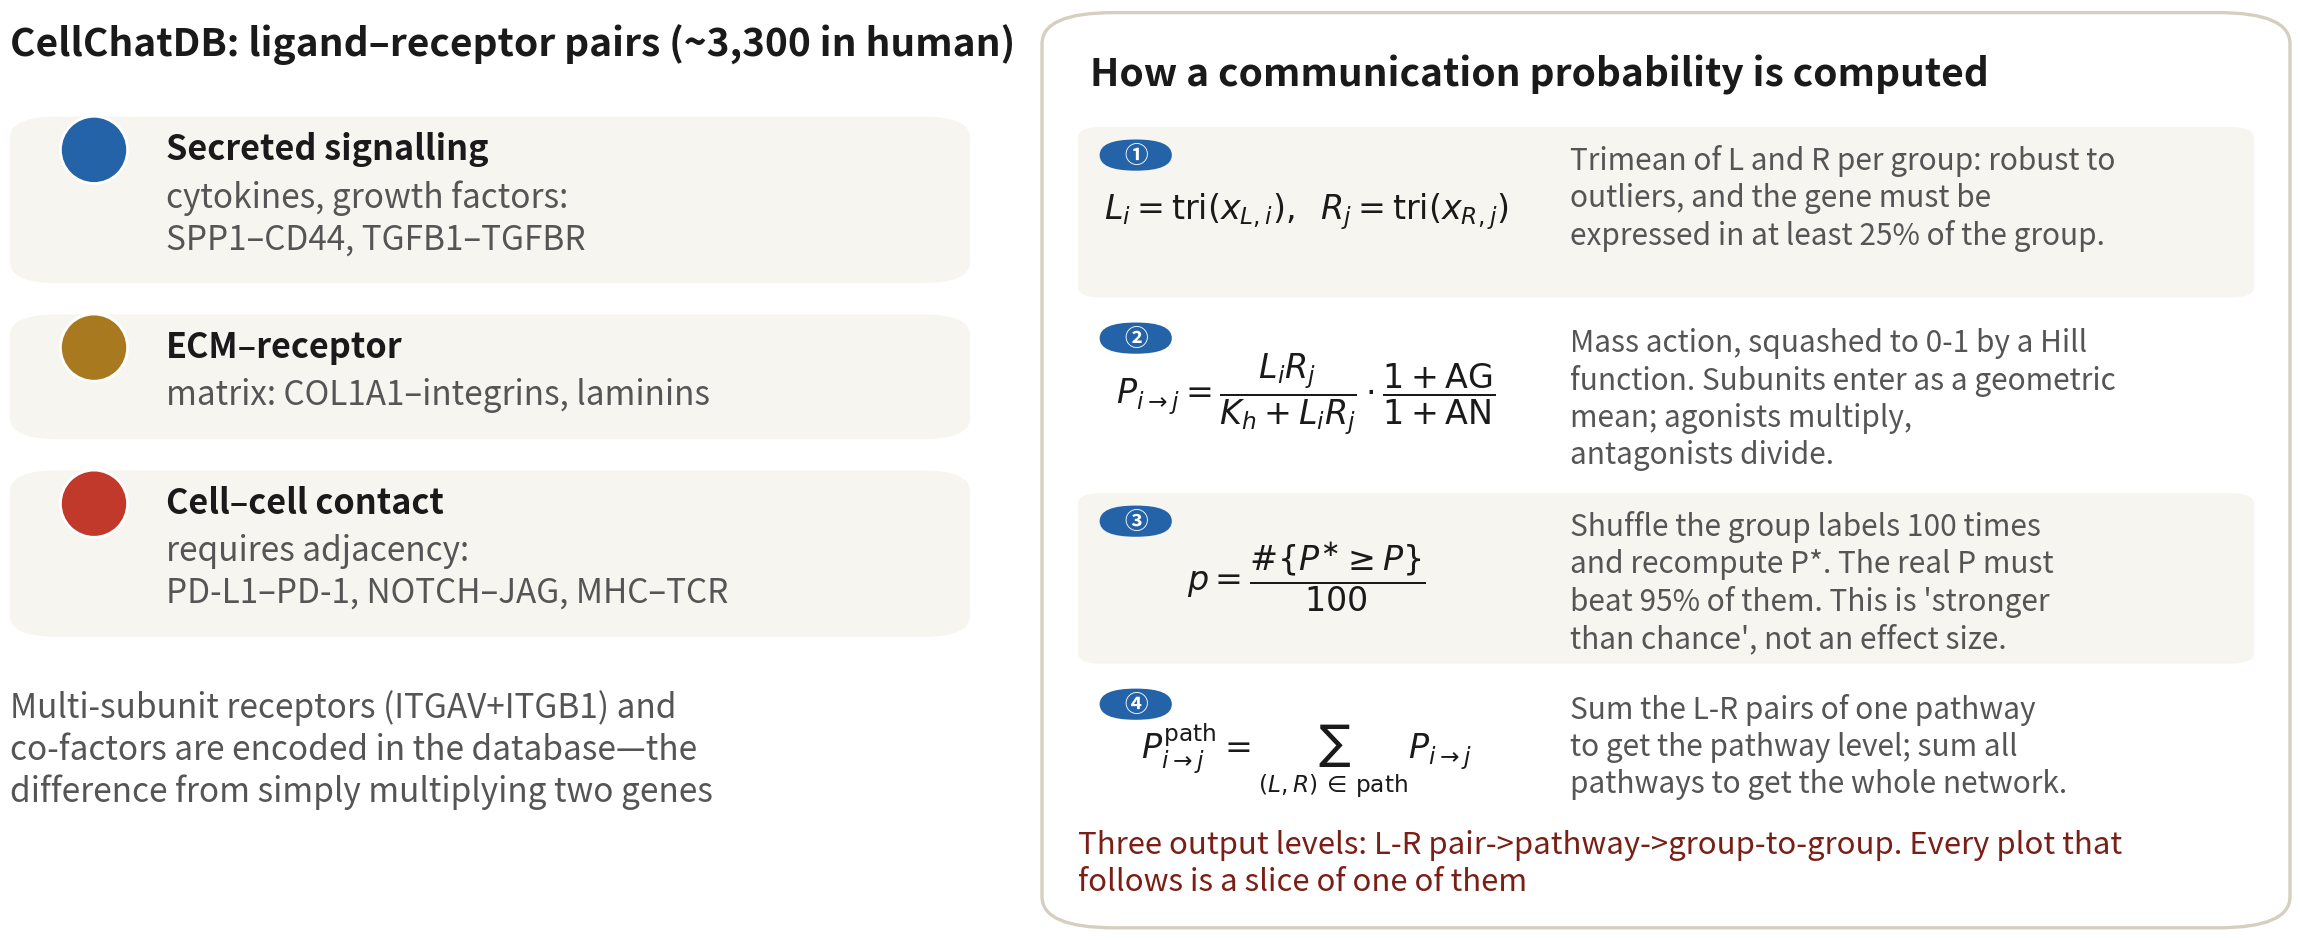 CellChatDB: ligand–receptor pairs (~3,300 in human)
Secreted signalling
cytokines, growth factors:
SPP1–CD44, TGFB1–TGFBR
ECM–receptor
matrix: COL1A1–integrins, laminins
Cell–cell contact
requires adjacency:
PD-L1–PD-1, NOTCH–JAG, MHC–TCR
Multi-subunit receptors (ITGAV+ITGB1) and
co-factors are encoded in the database—the
difference from simply multiplying two genes
How a communication probability is computed
①
L_i = tri(x_{L,i}), R_j = tri(x_{R,j})
Trimean of L and R per group: robust to
outliers, and the gene must be
expressed in at least 25% of the group.
②
P_{i→j} = \frac{L_i R_j}{K_h + L_i R_j} · \frac{1 + AG}{1 + AN}
Mass action, squashed to 0-1 by a Hill
function. Subunits enter as a geometric
mean; agonists multiply,
antagonists divide.
③
p = \frac{#{P* ≥ P}}{100}
Shuffle the group labels 100 times
and recompute P*. The real P must
beat 95% of them. This is 'stronger
than chance', not an effect size.
④
P_{i→j}^{path} = ∑_{(L,R) ∈ path} P_{i→j}
Sum the L-R pairs of one pathway
to get the pathway level; sum all
pathways to get the whole network.
Three output levels: L-R pair->pathway->group-to-group. Every plot that
follows is a slice of one of them